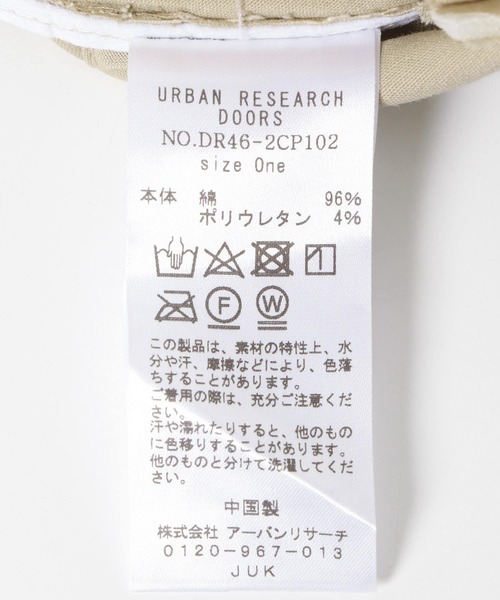 URBAN RESEARCH
DOORS
NO.DR46-2CP102
size One
本体 綿 96%
ポリウレタン 4%
F W
この製品は、素材の特性上、水
分や汗、摩擦などにより、色落
ちすることがあります。
ご着用の際は、充分ご注意くだ
さい。
汗や濡れたりすると、他のもの
に色移りすることがあります。
他のものと分けて洗濯してくだ
さい。
中国製
株式会社 アーバンリサーチ
0120-967-013
JUK